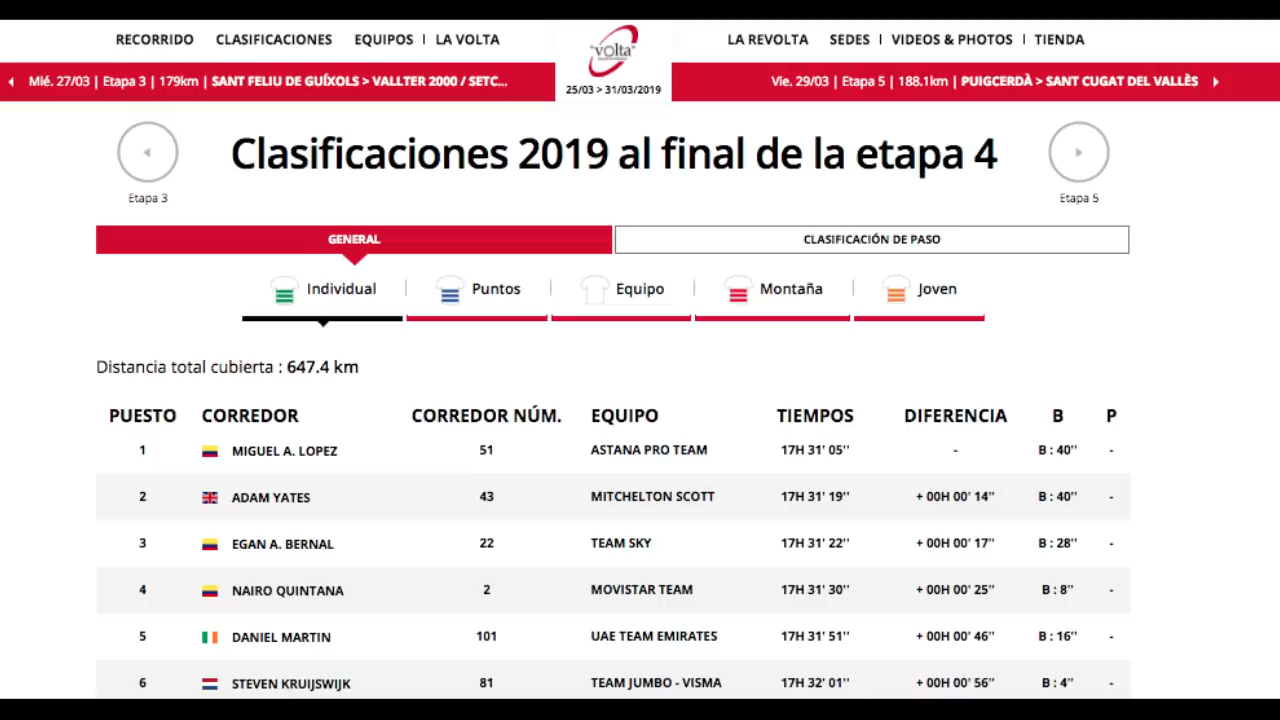 RECORRIDO CLASIFICACIONES EQUIPOS LA VOLTA LA REVOLTA SEDES VIDEOS & PHOTOS TIENDA
volta
25/03 > 31/03/2019
Mié. 27/03 | Etapa 3 | 179km | SANT FELIU DE GUÍXOLS > VALLTER 2000 / SETC... Vie. 29/03 | Etapa 5 | 188.1km | PUIGCERDÀ > SANT CUGAT DEL VALLÈS
Clasificaciones 2019 al final de la etapa 4
Etapa 3 Etapa 5
GENERAL CLASIFICACIÓN DE PASO
Individual Puntos Equipo Montaña Joven
Distancia total cubierta : 647.4 km
PUESTO CORREDOR CORREDOR NÚM. EQUIPO TIEMPOS DIFERENCIA B P
1 MIGUEL A. LOPEZ 51 ASTANA PRO TEAM 17H 31' 05'' - B : 40'' -
2 ADAM YATES 43 MITCHELTON SCOTT 17H 31' 19'' + 00H 00' 14'' B : 40'' -
3 EGAN A. BERNAL 22 TEAM SKY 17H 31' 22'' + 00H 00' 17'' B : 28'' -
4 NAIRO QUINTANA 2 MOVISTAR TEAM 17H 31' 30'' + 00H 00' 25'' B : 8'' -
5 DANIEL MARTIN 101 UAE TEAM EMIRATES 17H 31' 51'' + 00H 00' 46'' B : 16'' -
6 STEVEN KRUIJSWIJK 81 TEAM JUMBO - VISMA 17H 32' 01'' + 00H 00' 56'' B : 4'' -